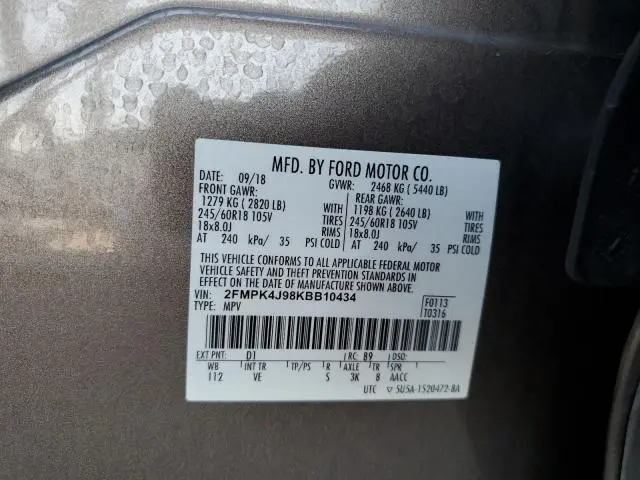 MFD. BY FORD MOTOR CO.
DATE: 09/18 GVWR: 2468 KG ( 5440 LB)
FRONT GAWR: REAR GAWR:
1279 KG ( 2820 LB) WITH 1198 KG ( 2640 LB) WITH
245/60R18 105V TIRES 245/60R18 105V TIRES
18x8.0J RIMS 18x8.0J RIMS
AT 240 kPa/ 35 PSI COLD AT 240 kPa/ 35 PSI COLD
THIS VEHICLE CONFORMS TO ALL APPLICABLE FEDERAL MOTOR
VEHICLE SAFETY AND THEFT PREVENTION STANDARDS IN
EFFECT ON THE DATE OF MANUFACTURE SHOWN ABOVE.
VIN: 2FMPK4J98KBB10434 F0113
TYPE: MPV T0316
EXT PNT: D1 RC: B9 DSO:
WB INT TR TP/PS R AXLE TR SPR
112 VE S 3K 8 AACC
UTC ▽ 5U5A-1520472-BA